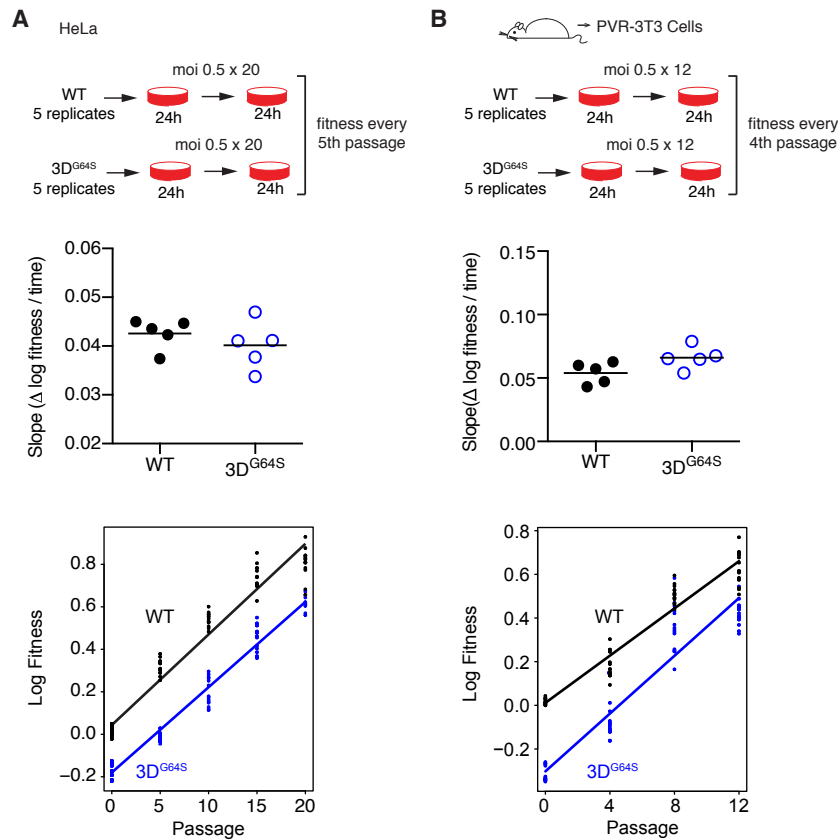 A
HeLa
moi 0.5 x 20
WT
5 replicates
24h
24h
moi 0.5 x 20
3D^G64S
5 replicates
24h
24h
fitness every
5th passage
Slope (Δ log fitness / time)
0.06
0.05
0.04
0.03
0.02
WT
3D^G64S
Log Fitness
0.8
0.6
0.4
0.2
0.0
−0.2
WT
3D^G64S
0
5
10
15
20
Passage
B
PVR-3T3 Cells
moi 0.5 x 12
WT
5 replicates
24h
24h
moi 0.5 x 12
3D^G64S
5 replicates
24h
24h
fitness every
4th passage
Slope(Δ log fitness / time)
0.15
0.10
0.05
0.00
WT
3D^G64S
Log Fitness
0.8
0.6
0.4
0.2
0.0
−0.2
WT
3D^G64S
0
4
8
12
Passage